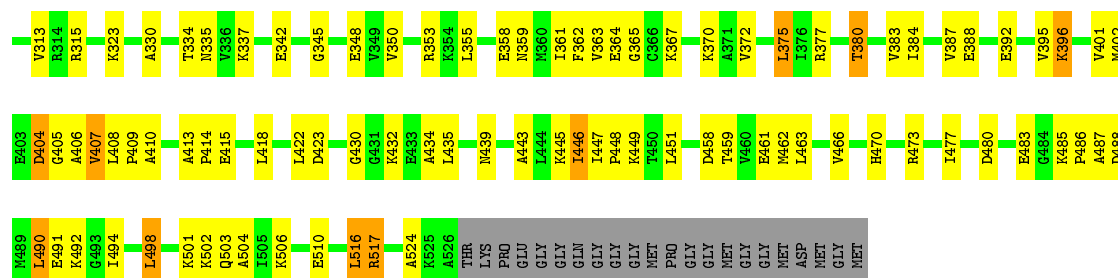 V313 R314 R315 K323 A330 T334 N335 V336 K337 E342 G345 E348 V349 V350 R353 K354 L355 E358 N359 M360 I361 F362 V363 E364 G365 C366 K367 K370 A371 V372 L375 I376 R377 T380 V383 I384 V387 E388 E392 V395 K396 V401 M402
E403 D404 G405 A406 V407 L408 P409 A410 A413 P414 E415 L418 L422 D423 G430 G431 K432 E433 A434 L435 N439 A443 L444 K445 I446 I447 P448 K449 T450 L451 D458 T459 V460 E461 M462 L463 V466 H470 R473 I477 D480 E483 G484 K485 P486 A487 D488
M489 L490 E491 K492 G493 I494 L498 K501 K502 Q503 A504 I505 K506 E510 L516 R517 A524 K525 A526 THR LYS PRO GLU GLY GLY GLN GLY GLY GLY GLY MET PRO GLY GLY MET GLY GLY MET ASP MET GLY MET